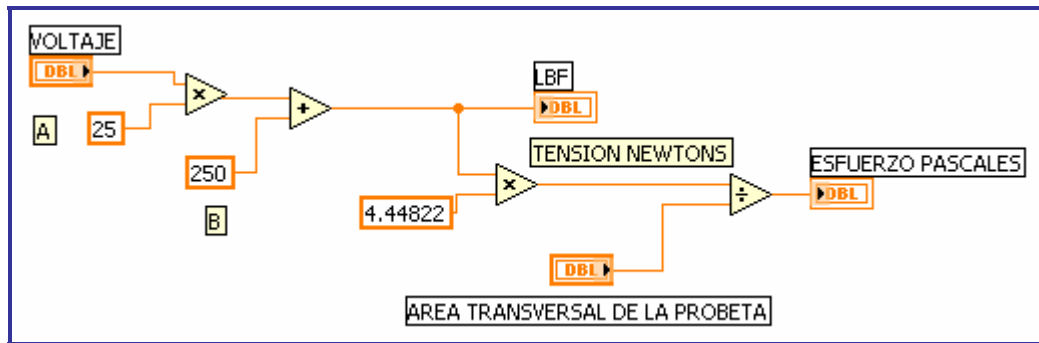 VOLTAJE
DBL
x
A
25
+
250
B
LBF
DBL
TENSION NEWTONS
x
4.44822
÷
ESFUERZO PASCALES
DBL
DBL
AREA TRANSVERSAL DE LA PROBETA